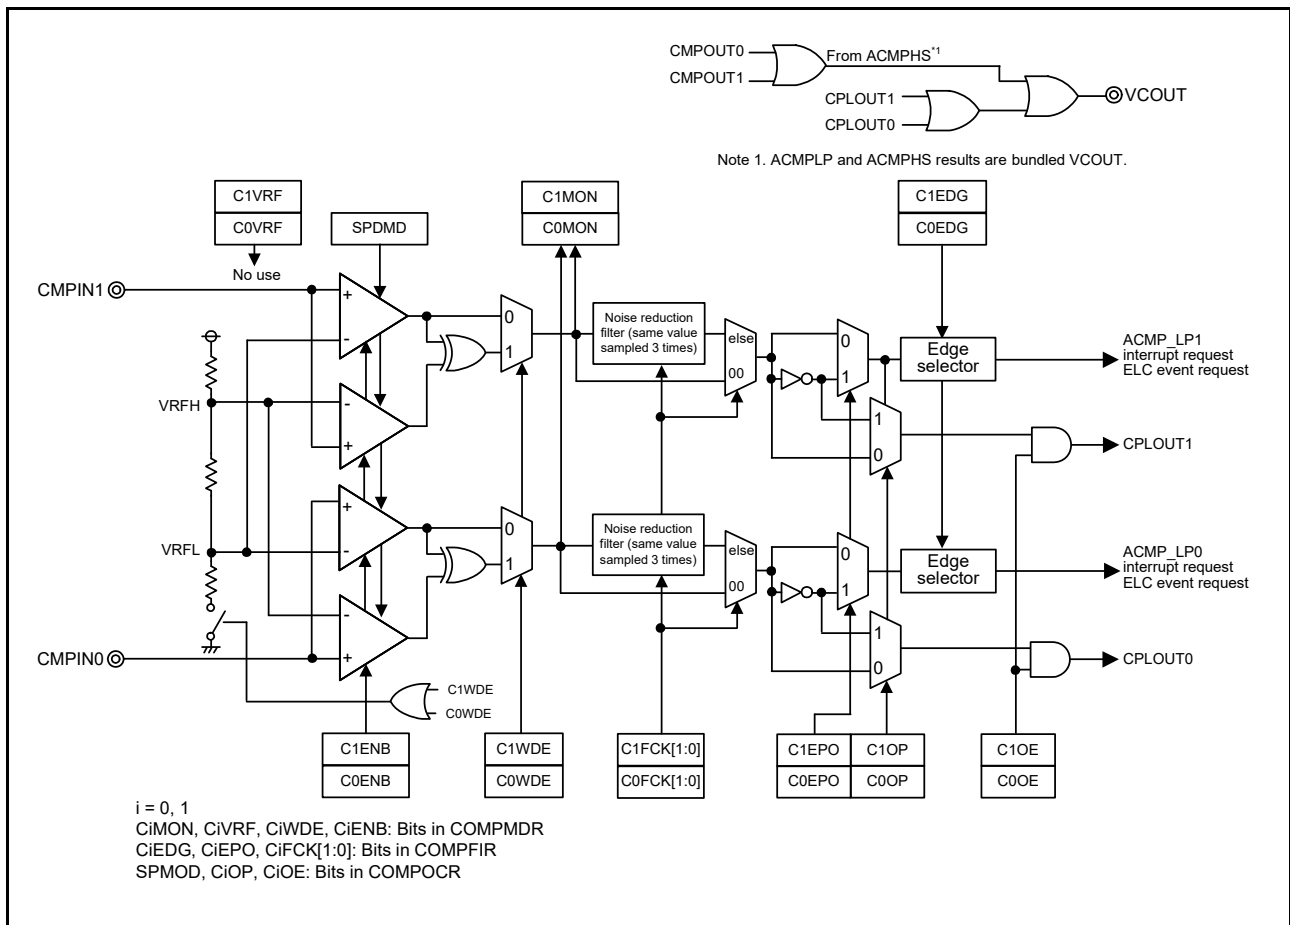 CMPOUT0
CMPOUT1
From ACMPHS*1
CPLOUT1
CPLOUT0
VCOUT
Note 1. ACMPLP and ACMPHS results are bundled VCOUT.
C1VRF
C0VRF
No use
SPDMD
C1MON
C0MON
C1EDG
C0EDG
CMPIN1
+
-
-
+
0
1
Noise reduction
filter (same value
sampled 3 times)
else
00
0
1
1
0
Edge
selector
ACMP_LP1
interrupt request
ELC event request
CPLOUT1
VRFH
VRFL
+
-
-
+
0
1
Noise reduction
filter (same value
sampled 3 times)
else
00
0
1
1
0
Edge
selector
ACMP_LP0
interrupt request
ELC event request
CPLOUT0
CMPIN0
C1WDE
C0WDE
C1ENB
C0ENB
C1WDE
C0WDE
C1FCK[1:0]
C0FCK[1:0]
C1EPO
C0EPO
C1OP
C0OP
C1OE
C0OE
i = 0, 1
CiMON, CiVRF, CiWDE, CiENB: Bits in COMPMDR
CiEDG, CiEPO, CiFCK[1:0]: Bits in COMPFIR
SPMOD, CiOP, CiOE: Bits in COMPOCR